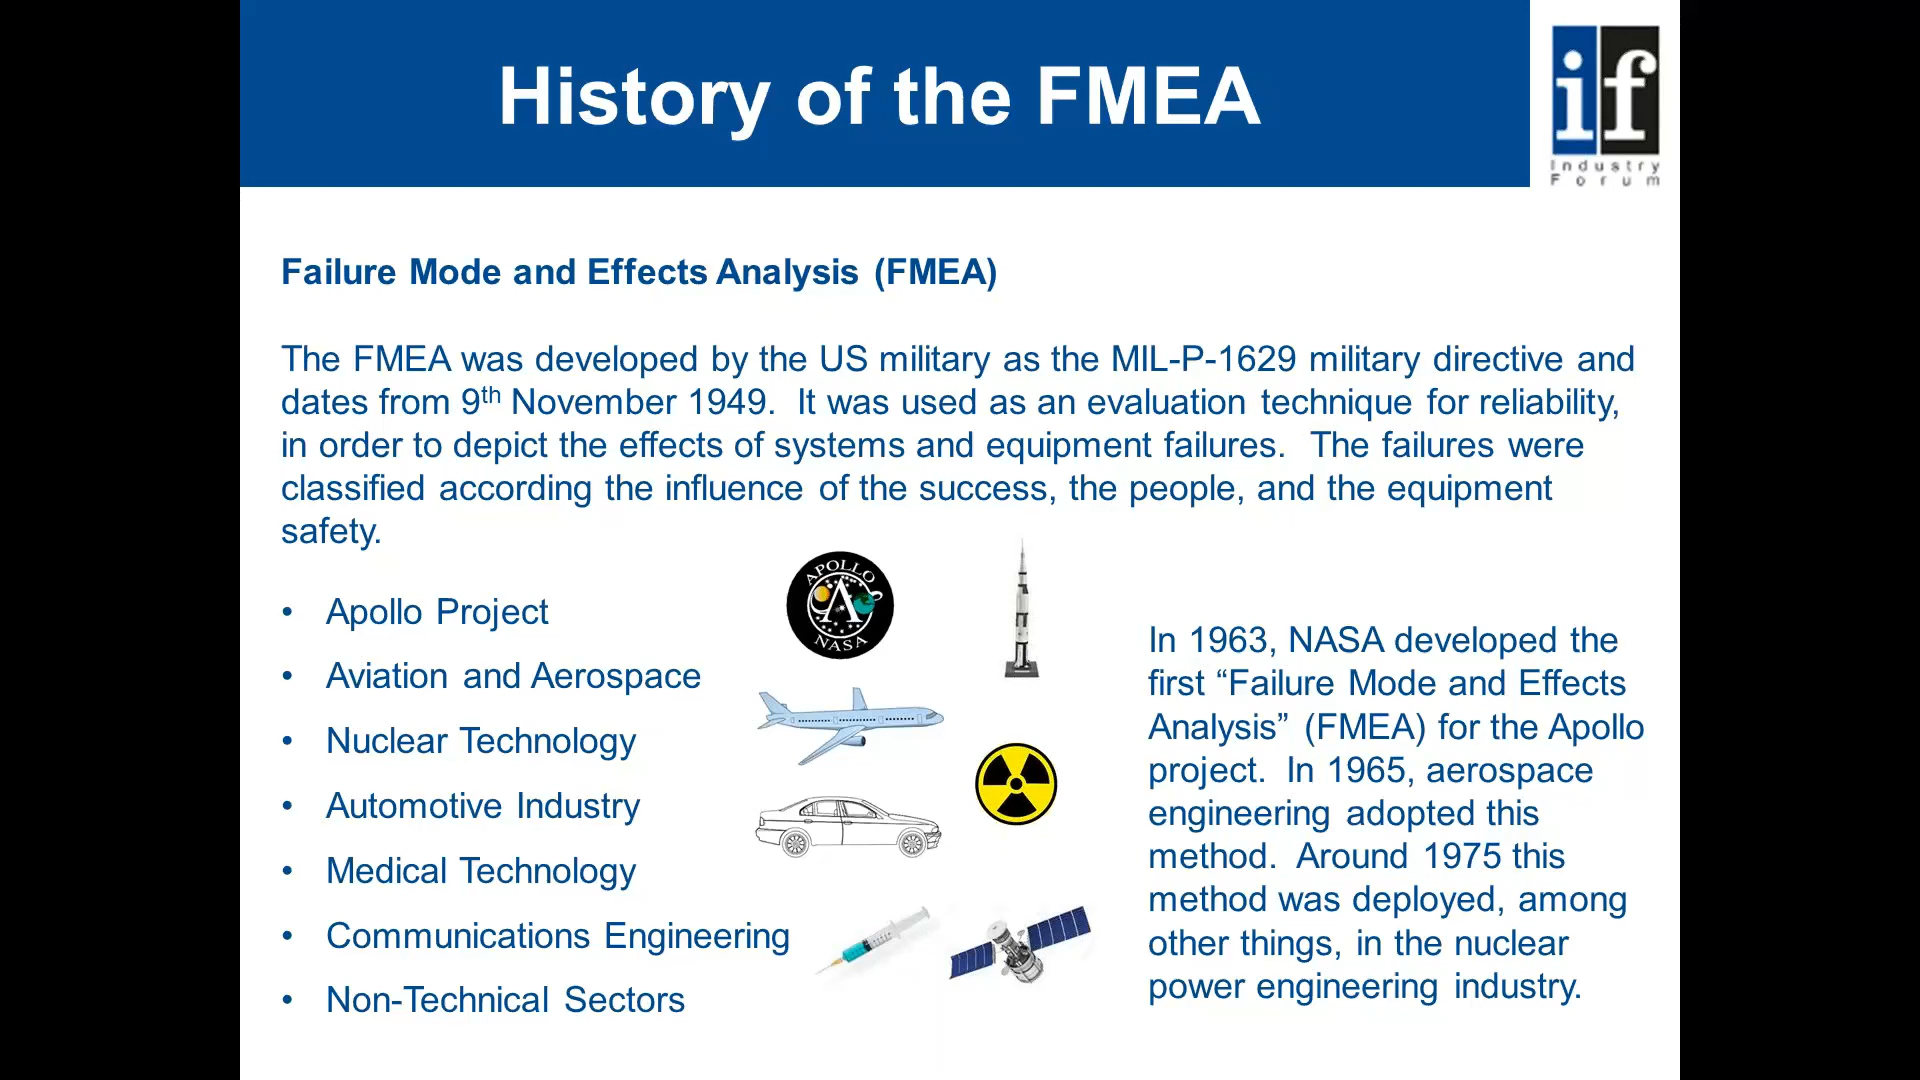 History of the FMEA
if
Industry
Forum
Failure Mode and Effects Analysis (FMEA)
The FMEA was developed by the US military as the MIL-P-1629 military directive and
dates from 9th November 1949.  It was used as an evaluation technique for reliability,
in order to depict the effects of systems and equipment failures.  The failures were
classified according the influence of the success, the people, and the equipment
safety.
• Apollo Project
• Aviation and Aerospace
• Nuclear Technology
• Automotive Industry
• Medical Technology
• Communications Engineering
• Non-Technical Sectors
APOLLO
A
NASA
In 1963, NASA developed the
first “Failure Mode and Effects
Analysis” (FMEA) for the Apollo
project.  In 1965, aerospace
engineering adopted this
method.  Around 1975 this
method was deployed, among
other things, in the nuclear
power engineering industry.